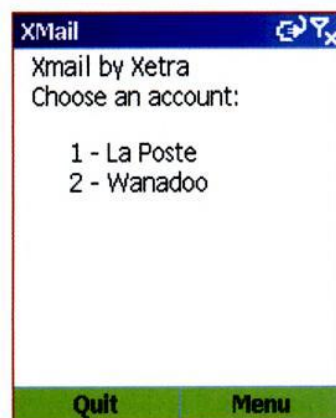 XMail
Xmail by Xetra
Choose an account:
1 - La Poste
2 - Wanadoo
Quit Menu